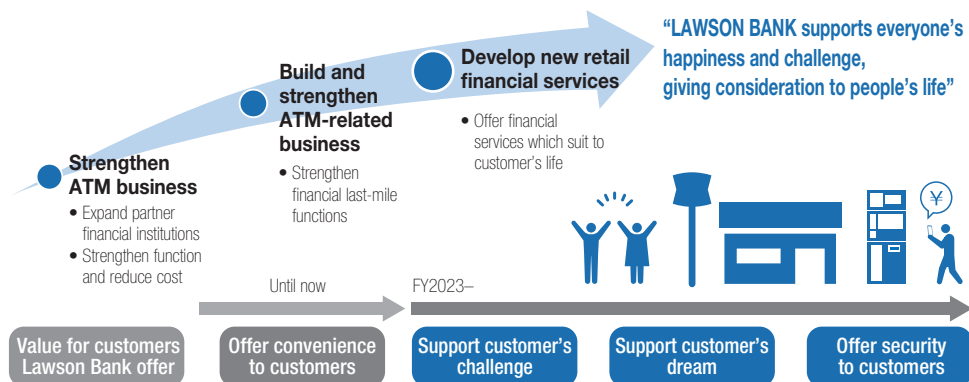 “LAWSON BANK supports everyone’s
happiness and challenge,
giving consideration to people’s life”
Develop new retail
financial services
• Offer financial
services which suit to
customer’s life
Build and
strengthen
ATM-related
business
• Strengthen
financial last-mile
functions
Strengthen
ATM business
• Expand partner
financial institutions
• Strengthen function
and reduce cost
¥
Until now
FY2023–
Value for customers
Lawson Bank offer
Offer convenience
to customers
Support customer’s
challenge
Support customer’s
dream
Offer security
to customers